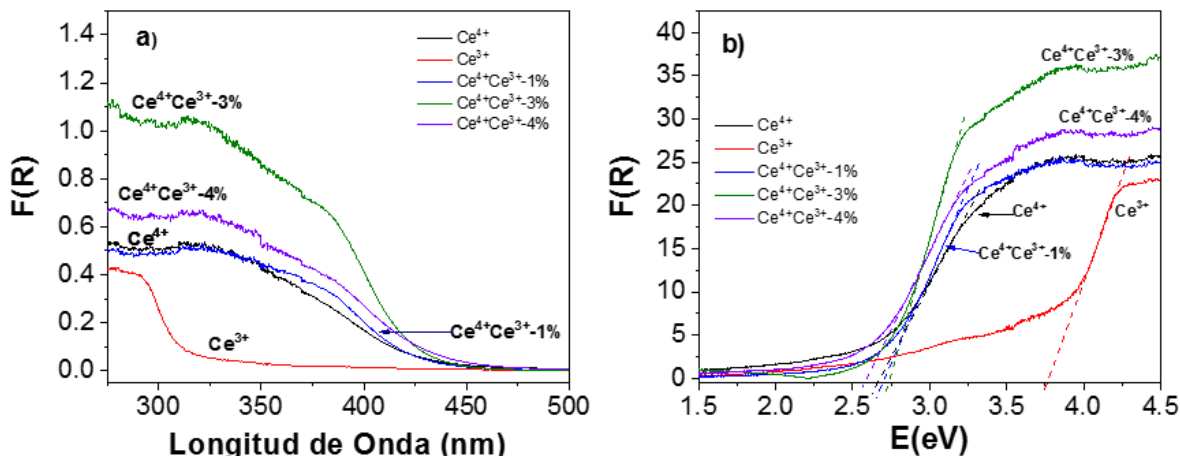 a)
F(R)
1.4
1.2
1.0
0.8
0.6
0.4
0.2
0.0
Ce⁴⁺
Ce³⁺
Ce⁴⁺Ce³⁺-1%
Ce⁴⁺Ce³⁺-3%
Ce⁴⁺Ce³⁺-4%
Ce⁴⁺Ce³⁺-3%
Ce⁴⁺Ce³⁺-4%
Ce⁴⁺
Ce³⁺
Ce⁴⁺Ce³⁺-1%
300 350 400 450 500
Longitud de Onda (nm)
b)
F(R)
40
35
30
25
20
15
10
5
0
Ce⁴⁺
Ce³⁺
Ce⁴⁺Ce³⁺-1%
Ce⁴⁺Ce³⁺-3%
Ce⁴⁺Ce³⁺-4%
Ce⁴⁺Ce³⁺-3%
Ce⁴⁺Ce³⁺-4%
Ce⁴⁺
Ce³⁺
Ce⁴⁺Ce³⁺-1%
1.5 2.0 2.5 3.0 3.5 4.0 4.5
E(eV)